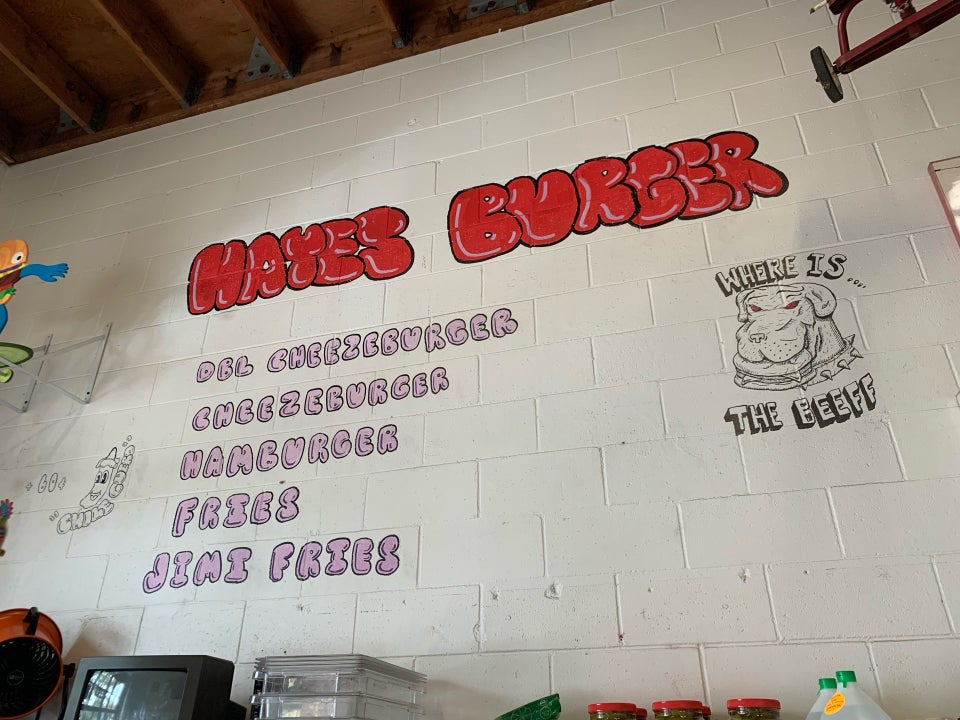 HAYES BURGER
DBL CHEEZEBURGER
CHEEZEBURGER
HAMBURGER
FRIES
JIMI FRIES
WHERE IS....
THE BEEFF